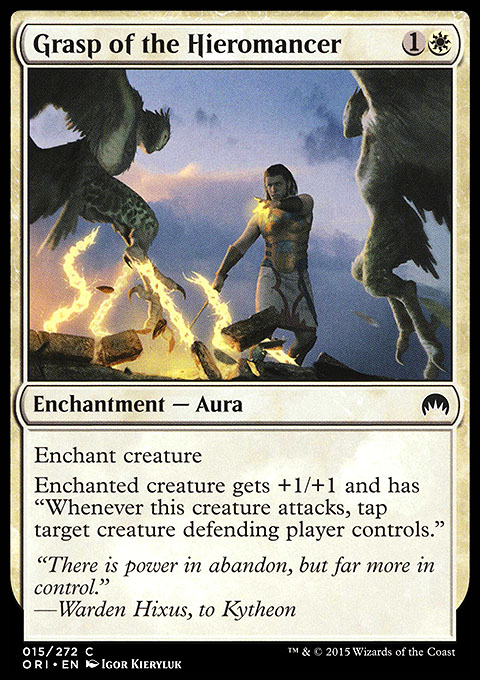 Grasp of the Hieromancer 1
Enchantment — Aura
Enchant creature
Enchanted creature gets +1/+1 and has
“Whenever this creature attacks, tap
target creature defending player controls.”
“There is power in abandon, but far more in
control.”
—Warden Hixus, to Kytheon
015/272 C
ORI • EN Igor Kieryluk
™ & © 2015 Wizards of the Coast